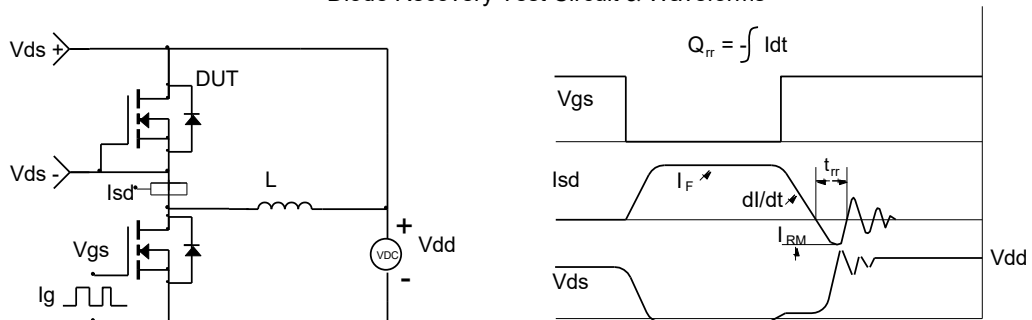 Diode Recovery Test Circuit & Waveforms
Vds +
DUT
Vds -
Isd
L
Vgs
Ig
VDC
+
-
Vdd
Qrr = -∫ Idt
Vgs
Isd
IF
dI/dt
trr
IRM
Vds
Vdd